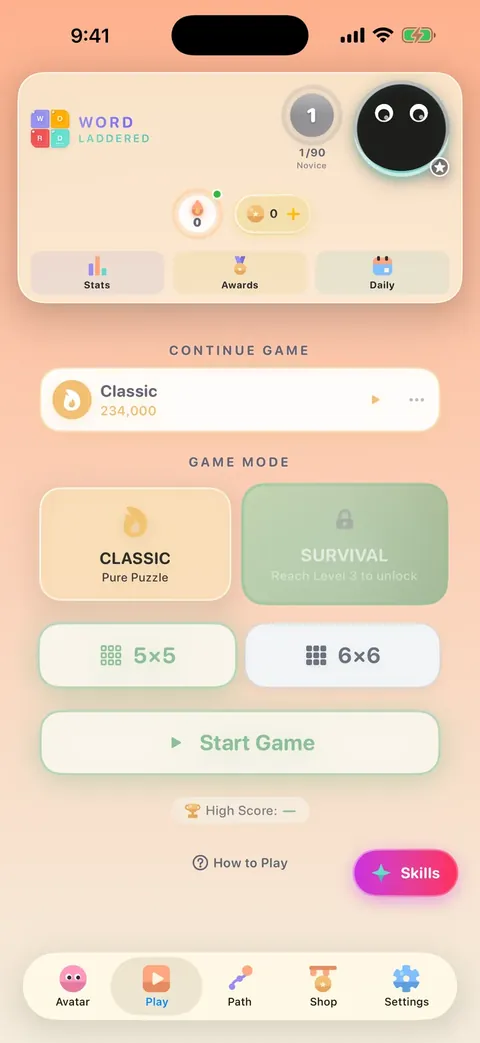 9:41
W O
R D
WORD
LADDERED
1
1/90
Novice
0
0 +
Stats
Awards
Daily
CONTINUE GAME
Classic
234,000
GAME MODE
CLASSIC
Pure Puzzle
SURVIVAL
Reach Level 3 to unlock
5×5
6×6
Start Game
High Score: —
How to Play
Skills
Avatar
Play
Path
Shop
Settings